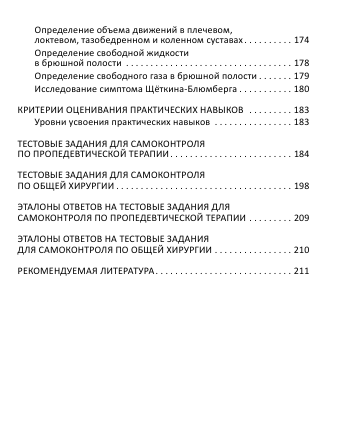 Определение объема движений в плечевом,
локтевом, тазобедренном и коленном суставах . . . . . . . . . . 174
Определение свободной жидкости
в брюшной полости . . . . . . . . . . . . . . . . . . . . . . . . . . . . . . . . . . . 178
Определение свободного газа в брюшной полости . . . . . . . 179
Исследование симптома Щёткина-Блюмберга . . . . . . . . . . . 180
КРИТЕРИИ ОЦЕНИВАНИЯ ПРАКТИЧЕСКИХ НАВЫКОВ . . . . . . . . . 183
Уровни усвоения практических навыков . . . . . . . . . . . . . . . . . 183
ТЕСТОВЫЕ ЗАДАНИЯ ДЛЯ САМОКОНТРОЛЯ
ПО ПРОПЕДЕВТИЧЕСКОЙ ТЕРАПИИ . . . . . . . . . . . . . . . . . . . . . . . . . 184
ТЕСТОВЫЕ ЗАДАНИЯ ДЛЯ САМОКОНТРОЛЯ
ПО ОБЩЕЙ ХИРУРГИИ . . . . . . . . . . . . . . . . . . . . . . . . . . . . . . . . . . . . 198
ЭТАЛОНЫ ОТВЕТОВ НА ТЕСТОВЫЕ ЗАДАНИЯ ДЛЯ
САМОКОНТРОЛЯ ПО ПРОПЕДЕВТИЧЕСКОЙ ТЕРАПИИ . . . . . . . . . 209
ЭТАЛОНЫ ОТВЕТОВ НА ТЕСТОВЫЕ ЗАДАНИЯ
ДЛЯ САМОКОНТРОЛЯ ПО ОБЩЕЙ ХИРУРГИИ . . . . . . . . . . . . . . . . 210
РЕКОМЕНДУЕМАЯ ЛИТЕРАТУРА . . . . . . . . . . . . . . . . . . . . . . . . . . . . 211